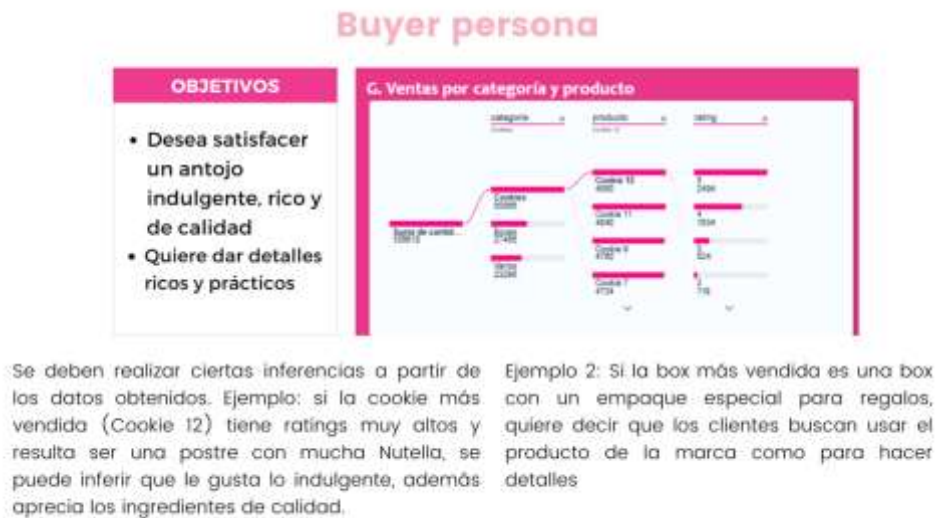 Buyer persona
OBJETIVOS
• Desea satisfacer
un antojo
indulgente, rico y
de calidad
• Quiere dar detalles
ricos y prácticos
G. Ventas por categoría y producto
categoria
producto
rating
Cookies
Cookie 11
Cookie 7
Se deben realizar ciertas inferencias a partir de
los datos obtenidos. Ejemplo: si la cookie más
vendida (Cookie 12) tiene ratings muy altos y
resulta ser una postre con mucha Nutella, se
puede inferir que le gusta lo indulgente, además
aprecia los ingredientes de calidad.
Ejemplo 2: Si la box más vendida es una box
con un empaque especial para regalos,
quiere decir que los clientes buscan usar el
producto de la marca como para hacer
detalles